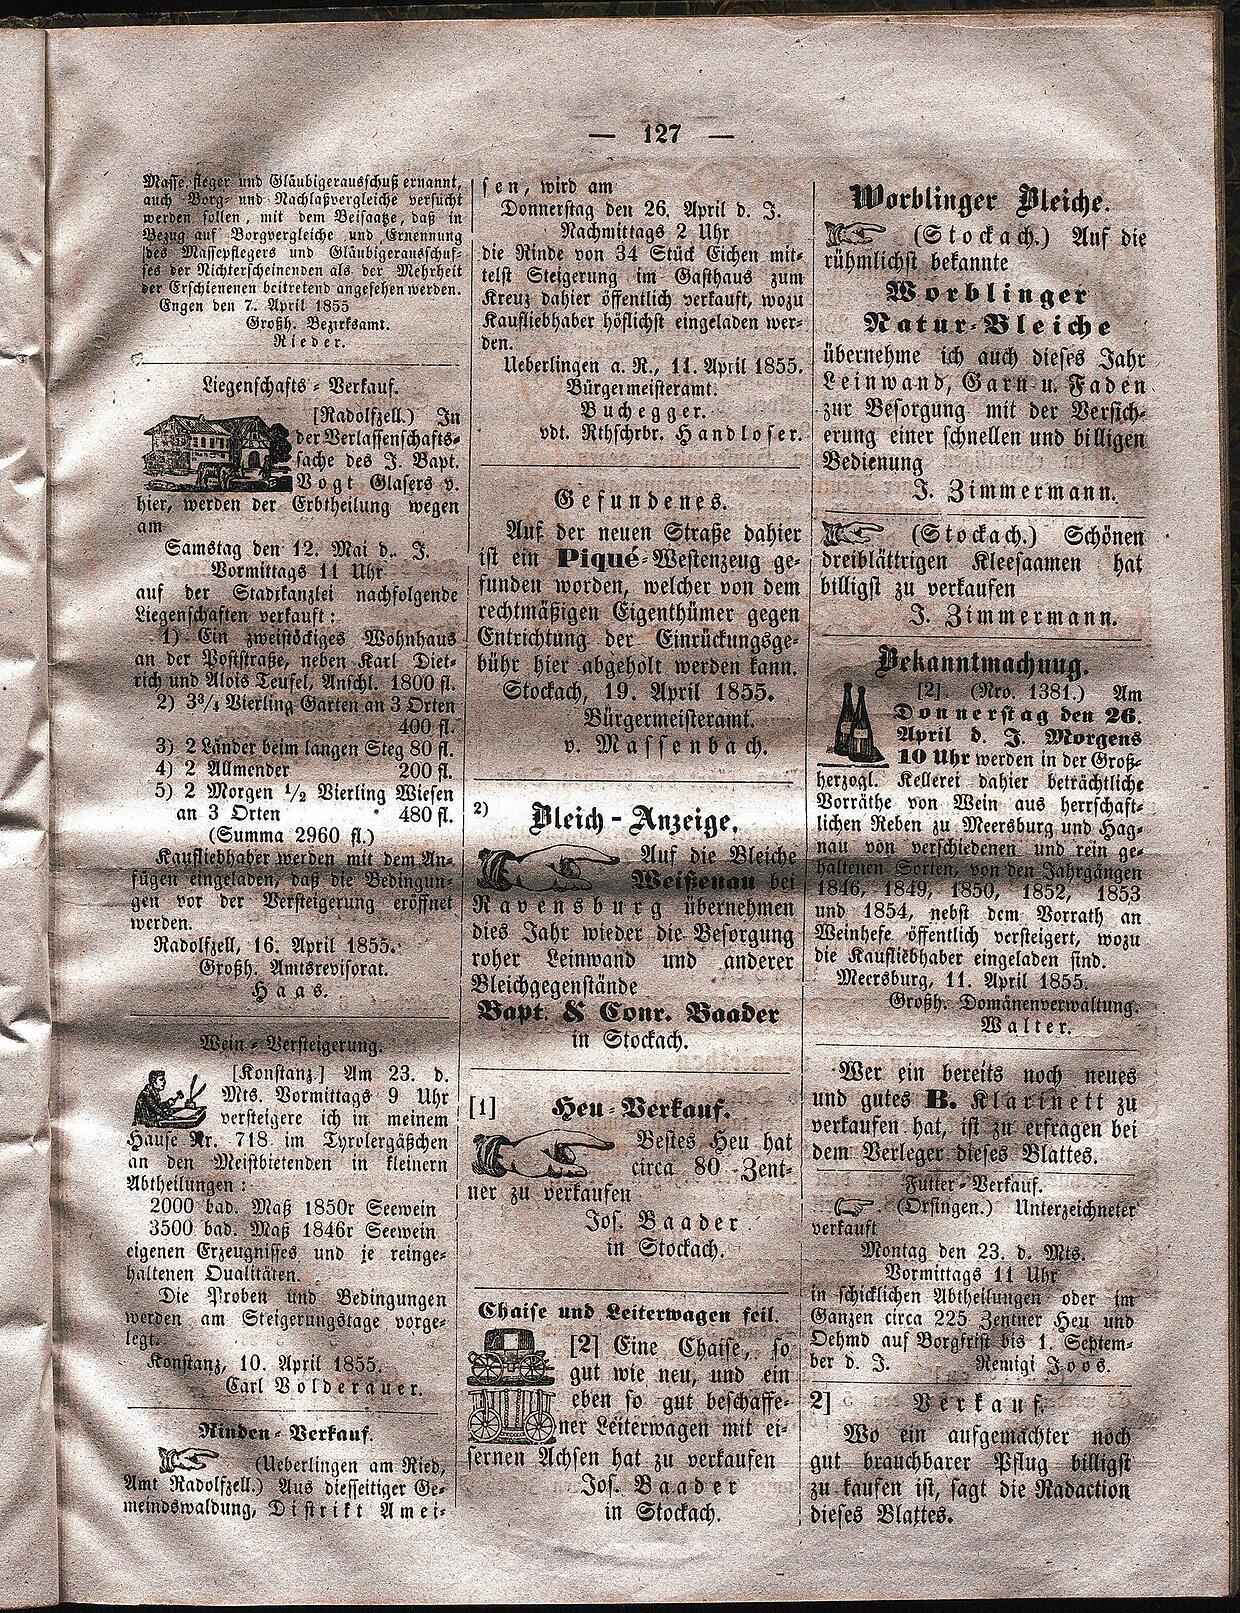 — 127 —
Massepfleger und Gläubigerausschuß ernannt,
auch Borg- und Nachlaßvergleiche versucht
werden sollen, mit dem Beisatze, daß in
Bezug auf Borgvergleiche und Ernennung
des Massepflegers und Gläubigerausschus-
ses der Nichterscheinenden als der Mehrheit
der Erschienenen beitretend angesehen werden.
Engen den 7. April 1855
Großh. Bezirksamt.
Rieder.
Liegenschafts-Verkauf.
[Radolfzell.) In
der Verlassenschafts-
sache des J. Bapt.
Vogt Glasers v.
hier, werden der Erbtheilung wegen
am
Samstag den 12. Mai d. J.
Vormittags 11 Uhr
auf der Stadtkanzlei nachfolgende
Liegenschaften verkauft:
1) Ein zweistöckiges Wohnhaus
an der Poststraße, neben Karl Diet-
rich und Alois Teufel, Anschl. 1800 fl.
2) 3¾ Vierling Garten an 3 Orten
400 fl.
3) 2 Länder beim langen Steg 80 fl.
4) 2 Allmender 200 fl.
5) 2 Morgen ½ Vierling Wiesen
an 3 Orten 480 fl.
(Summa 2960 fl.)
Kaufliebhaber werden mit dem An-
fügen eingeladen, daß die Bedingun-
gen vor der Versteigerung eröffnet
werden.
Radolfzell, 16. April 1855.
Großh. Amtsrevisorat.
Haas.
Wein-Versteigerung.
[Konstanz] Am 23. d.
Mts. Vormittags 9 Uhr
versteigere ich in meinem
Hause Nr. 718 im Tyrolergäßchen
an den Meistbietenden in kleinern
Abtheilungen:
2000 bad. Maß 1850r Seewein
3500 bad. Maß 1846r Seewein
eigenen Erzeugnisses und je reinge-
haltenen Qualitäten.
Die Proben und Bedingungen
werden am Steigerungstage vorge-
legt.
Konstanz, 10. April 1855.
Carl Volderauer.
Rinden-Verkauf.
(Ueberlingen am Ried,
Amt Radolfzell.) Aus diesseitiger Ge-
meindswaldung, Distrikt Amei-
sen, wird am
Donnerstag den 26. April d. J.
Nachmittags 2 Uhr
die Rinde von 34 Stück Eichen mit-
telst Steigerung im Gasthaus zum
Kreuz dahier öffentlich verkauft, wozu
Kaufliebhaber höflichst eingeladen wer-
den.
Ueberlingen a. R., 11. April 1855.
Bürgermeisteramt.
Buchegger.
vdt. Rthschrbr. Handloser.
Gefundenes.
Auf der neuen Straße dahier
ist ein Piqué-Westenzeug ge-
funden worden, welcher von dem
rechtmäßigen Eigenthümer gegen
Entrichtung der Einrückungsge-
bühr hier abgeholt werden kann.
Stockach, 19. April 1855.
Bürgermeisteramt.
v. Massenbach.
2) Bleich-Anzeige.
Auf die Bleiche
Weißenau bei
Ravensburg übernehmen
dies Jahr wieder die Besorgung
roher Leinwand und anderer
Bleichgegenstände
Bapt. & Conr. Baader
in Stockach.
[1] Heu-Verkauf.
Bestes Heu hat
circa 80 Zent-
ner zu verkaufen
Jos. Baader
in Stockach.
Chaise und Leiterwagen feil.
[2] Eine Chaise, so
gut wie neu, und ein
eben so gut beschaffe-
ner Leiterwagen mit ei-
sernen Achsen hat zu verkaufen
Jos. Baader
in Stockach.
Worblinger Bleiche.
(Stockach.) Auf die
rühmlichst bekannte
Worblinger
Natur-Bleiche
übernehme ich auch dieses Jahr
Leinwand, Garn u. Faden
zur Besorgung mit der Versich-
erung einer schnellen und billigen
Bedienung
J. Zimmermann.
(Stockach.) Schönen
dreiblättrigen Kleesaamen hat
billigst zu verkaufen
J. Zimmermann.
Bekanntmachung.
[2]. (Nro. 1381.) Am
Donnerstag den 26.
April d. J. Morgens
10 Uhr werden in der Groß-
herzogl. Kellerei dahier beträchtliche
Vorräthe von Wein aus herrschaft-
lichen Reben zu Meersburg und Hag-
nau von verschiedenen und rein ge-
haltenen Sorten, von den Jahrgängen
1846, 1849, 1850, 1852, 1853
und 1854, nebst dem Vorrath an
Weinhefe öffentlich versteigert, wozu
die Kaufliebhaber eingeladen sind.
Meersburg, 11. April 1855.
Großh. Domänenverwaltung.
Walter.
Wer ein bereits noch neues
und gutes B. Klarinett zu
verkaufen hat, ist zu erfragen bei
dem Verleger dieses Blattes.
Futter-Verkauf.
(Orsingen.) Unterzeichneter
verkauft
Montag den 23. d. Mts.
Vormittags 11 Uhr
in schicklichen Abtheilungen oder im
Ganzen circa 225 Zentner Heu und
Oehmd auf Borgfrist bis 1. Septem-
ber d. J. Remigi Joos.
2] Verkauf.
Wo ein aufgemachter noch
gut brauchbarer Pflug billigst
zu kaufen ist, sagt die Radaction
dieses Blattes.